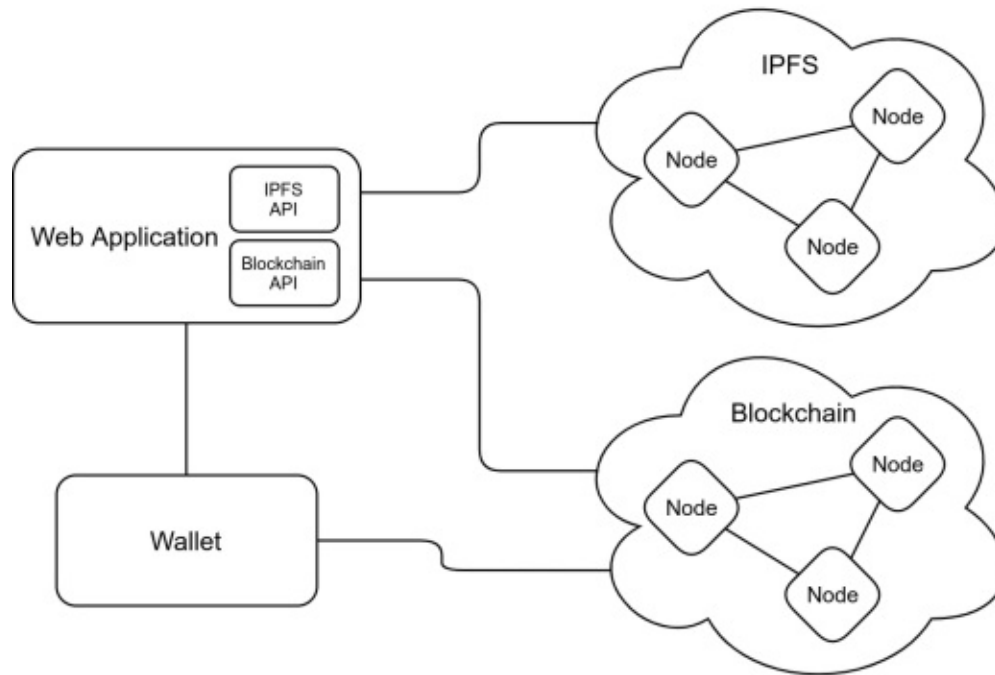 IPFS
Node
Node
Node
IPFS
API
Web Application
Blockchain
API
Blockchain
Node
Node
Node
Wallet